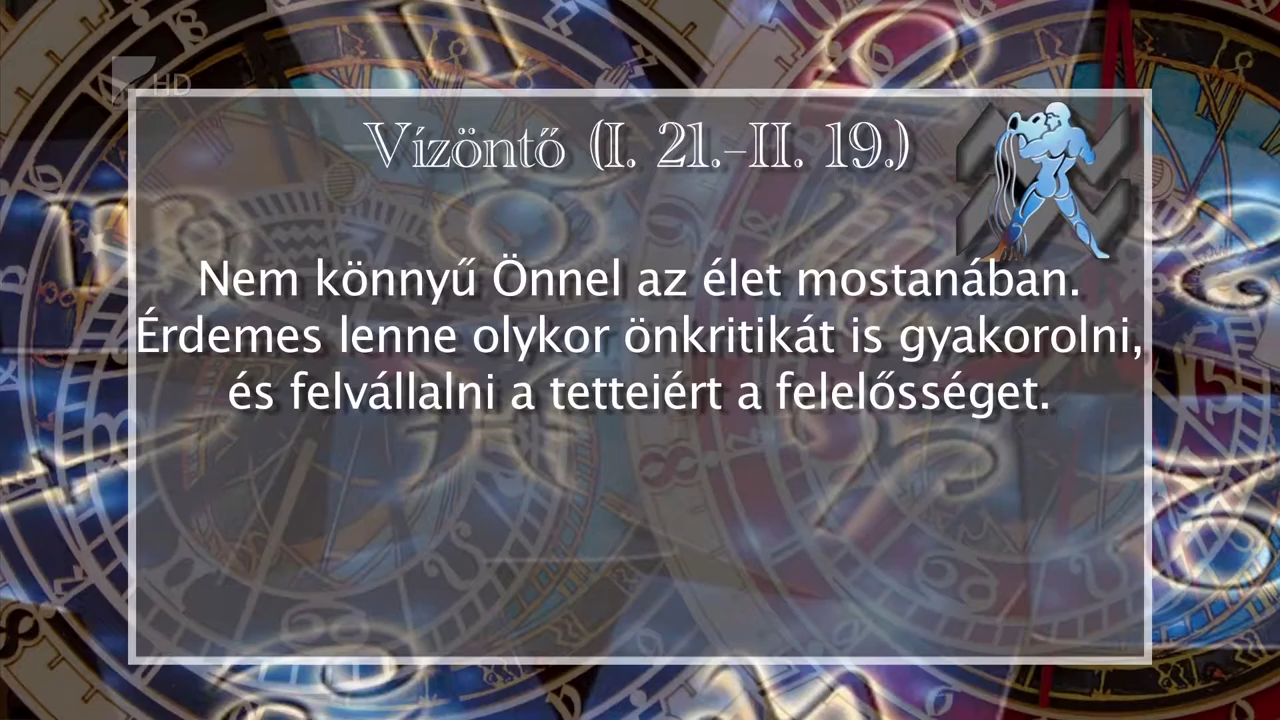 HD
Vízöntő (I. 21.-II. 19.)
Nem könnyű Önnel az élet mostanában.
Érdemes lenne olykor önkritikát is gyakorolni,
és felvállalni a tetteiért a felelősséget.